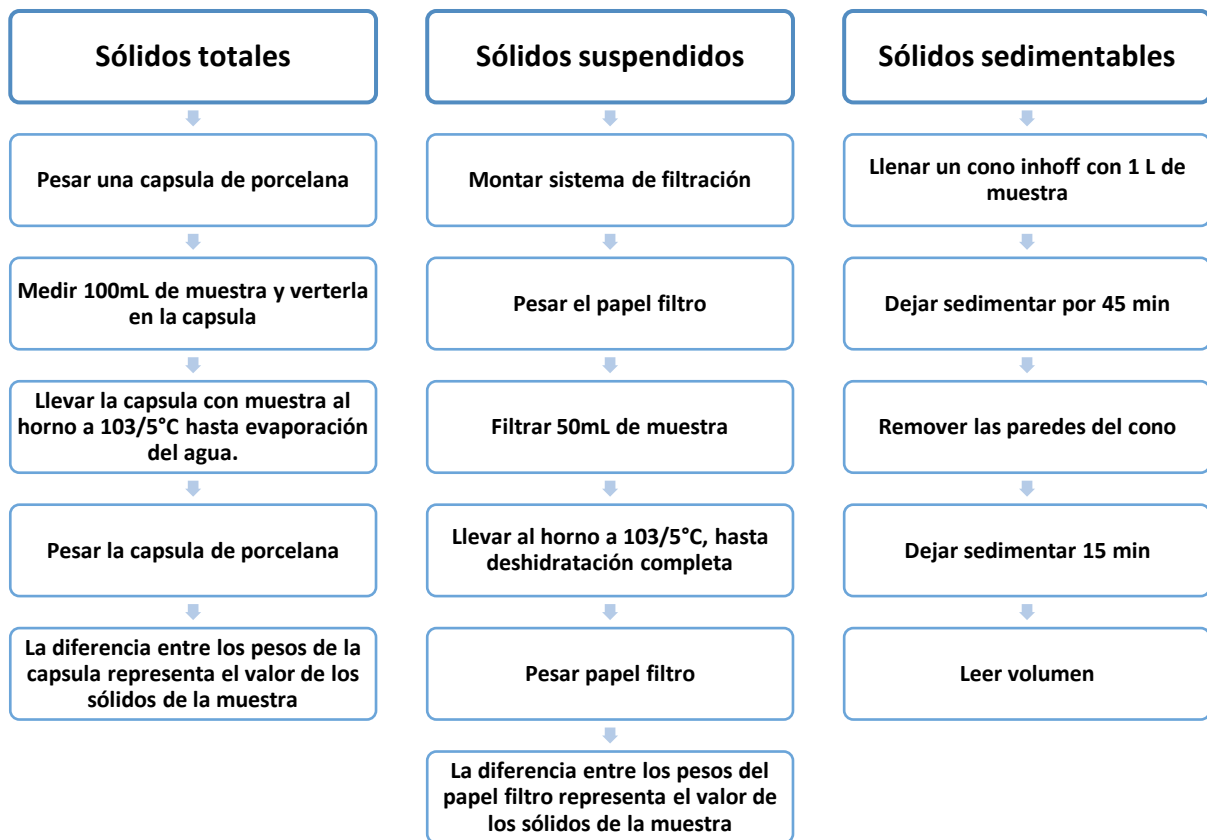 Sólidos totales
Pesar una capsula de porcelana
Medir 100mL de muestra y verterla
en la capsula
Llevar la capsula con muestra al
horno a 103/5°C hasta evaporación
del agua.
Pesar la capsula de porcelana
La diferencia entre los pesos de la
capsula representa el valor de los
sólidos de la muestra
Sólidos suspendidos
Montar sistema de filtración
Pesar el papel filtro
Filtrar 50mL de muestra
Llevar al horno a 103/5°C, hasta
deshidratación completa
Pesar papel filtro
La diferencia entre los pesos del
papel filtro representa el valor de
los sólidos de la muestra
Sólidos sedimentables
Llenar un cono inhoff con 1 L de
muestra
Dejar sedimentar por 45 min
Remover las paredes del cono
Dejar sedimentar 15 min
Leer volumen